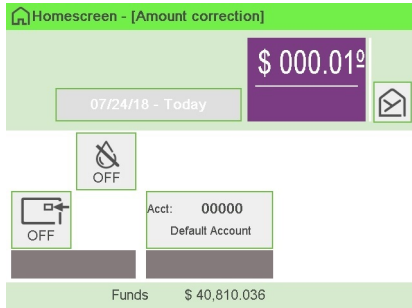 Homescreen - [Amount correction]
$ 000.01º
07/24/18 - Today
OFF
OFF
Acct: 00000
Default Account
Funds $ 40,810.036